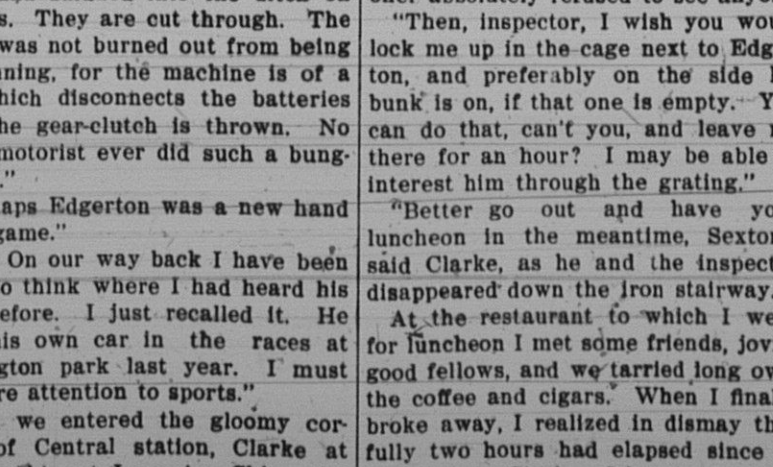 s. They are cut through. The
was not burned out from being
ning, for the machine is of a
hich disconnects the batteries
he gear-clutch is thrown. No
motorist ever did such a bung-
."
aps Edgerton was a new hand
game."
On our way back I have been
o think where I had heard his
efore. I just recalled it. He
is own car in the races at
gton park last year. I must
re attention to sports."
we entered the gloomy cor-
of Central station, Clarke at
"Then, inspector, I wish you wou
lock me up in the cage next to Edg
ton, and preferably on the side
bunk is on, if that one is empty. Y
can do that, can't you, and leave
there for an hour? I may be able
interest him through the grating."
"Better go out and have yo
luncheon in the meantime, Sexto
said Clarke, as he and the inspect
disappeared down the iron stairway.
At the restaurant to which I we
for luncheon I met some friends, jov
good fellows, and we tarried long ov
the coffee and cigars. When I fina
broke away, I realized in dismay th
fully two hours had elapsed since